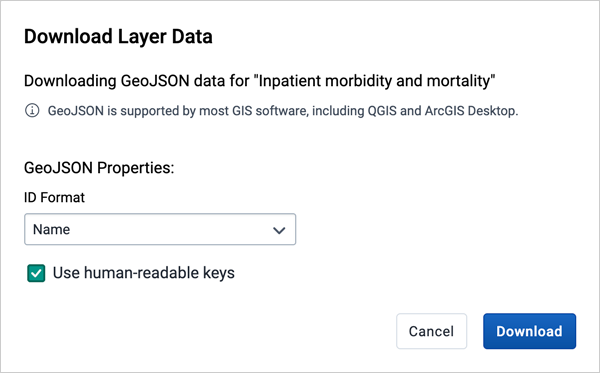 Download Layer Data
Downloading GeoJSON data for "Inpatient morbidity and mortality"
GeoJSON is supported by most GIS software, including QGIS and ArcGIS Desktop.
GeoJSON Properties:
ID Format
Name
Use human-readable keys
Cancel
Download